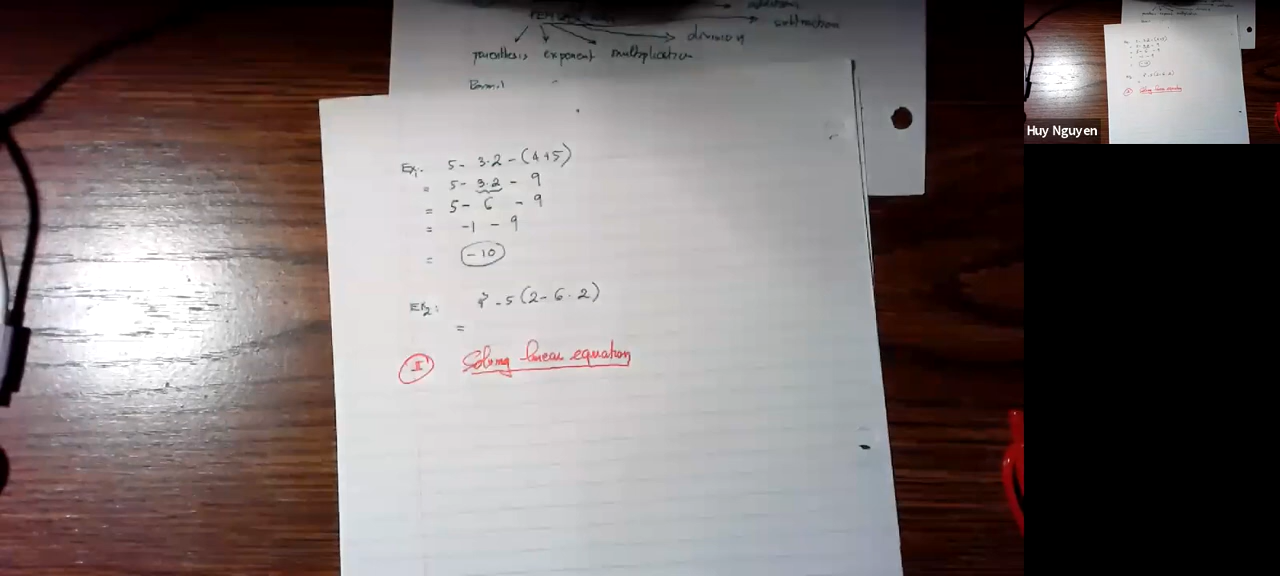 addition
subtraction
division
parenthesis exponent multiplication
Ex1: 5 - 3.2 - (4+5)
= 5 - 3.2 - 9
= 5 - 6 - 9
= -1 - 9
= -10
Ex2: - 5 (2 - 6 . 2)
=
II Solving linear equation
Huy Nguyen